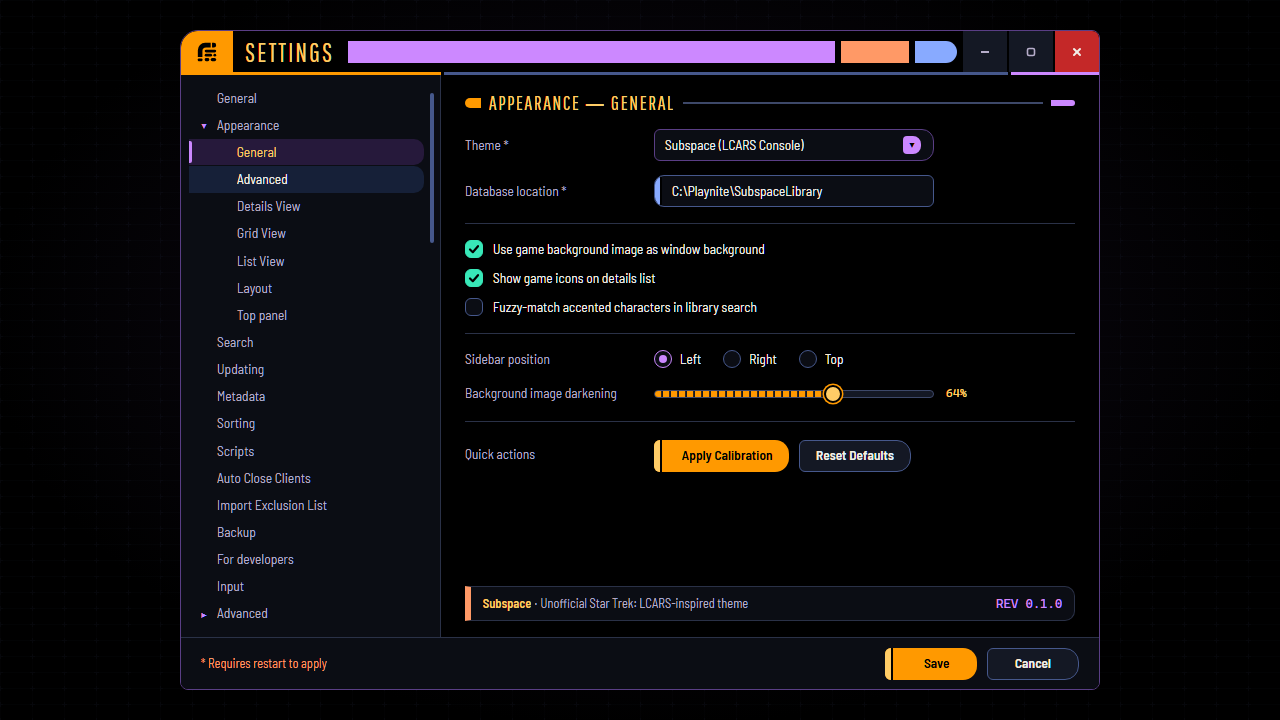 SETTINGS
General
Appearance
General
Advanced
Details View
Grid View
List View
Layout
Top panel
Search
Updating
Metadata
Sorting
Scripts
Auto Close Clients
Import Exclusion List
Backup
For developers
Input
Advanced
APPEARANCE — GENERAL
Theme * Subspace (LCARS Console)
Database location * C:\Playnite\SubspaceLibrary
Use game background image as window background
Show game icons on details list
Fuzzy-match accented characters in library search
Sidebar position Left Right Top
Background image darkening 64%
Quick actions Apply Calibration Reset Defaults
Subspace · Unofficial Star Trek: LCARS-inspired theme REV 0.1.0
* Requires restart to apply Save Cancel